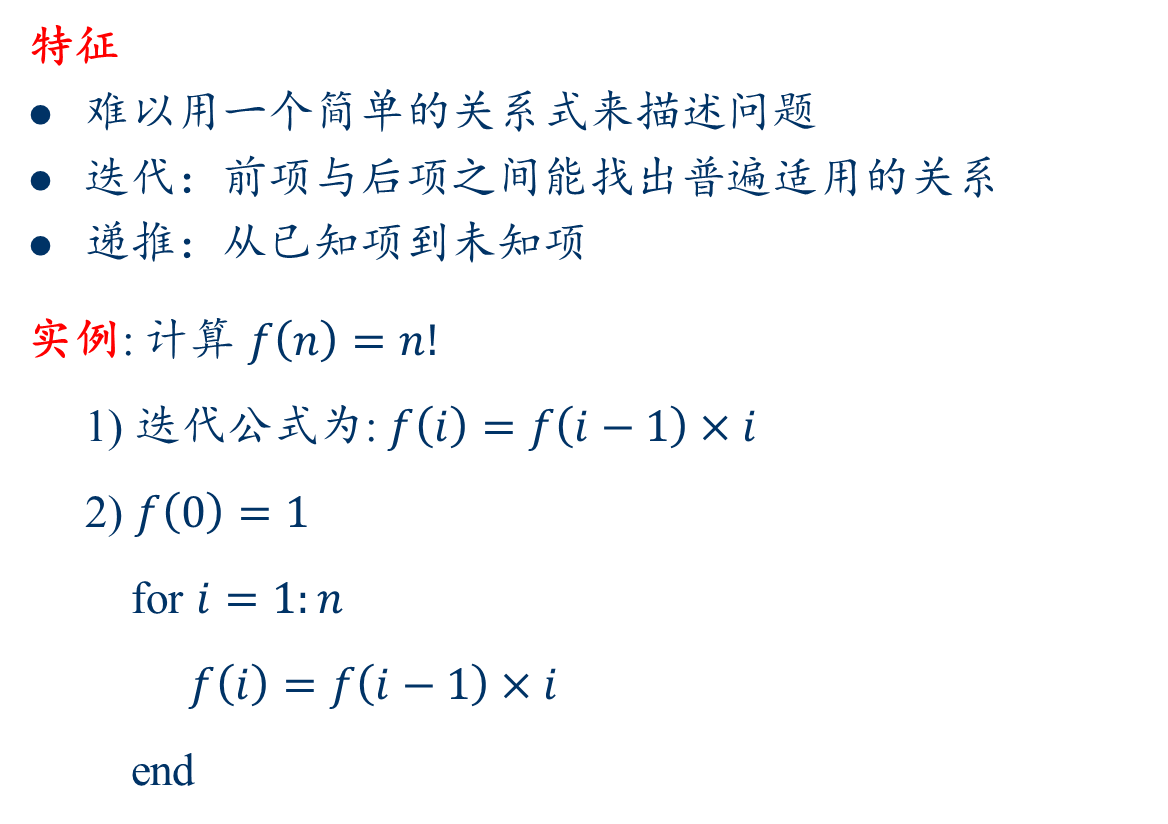 特征
● 难以用一个简单的关系式来描述问题
● 迭代：前项与后项之间能找出普遍适用的关系
● 递推：从已知项到未知项
实例: 计算 f(n) = n!
1) 迭代公式为: f(i) = f(i − 1) × i
2) f(0) = 1
for i = 1: n
f(i) = f(i − 1) × i
end